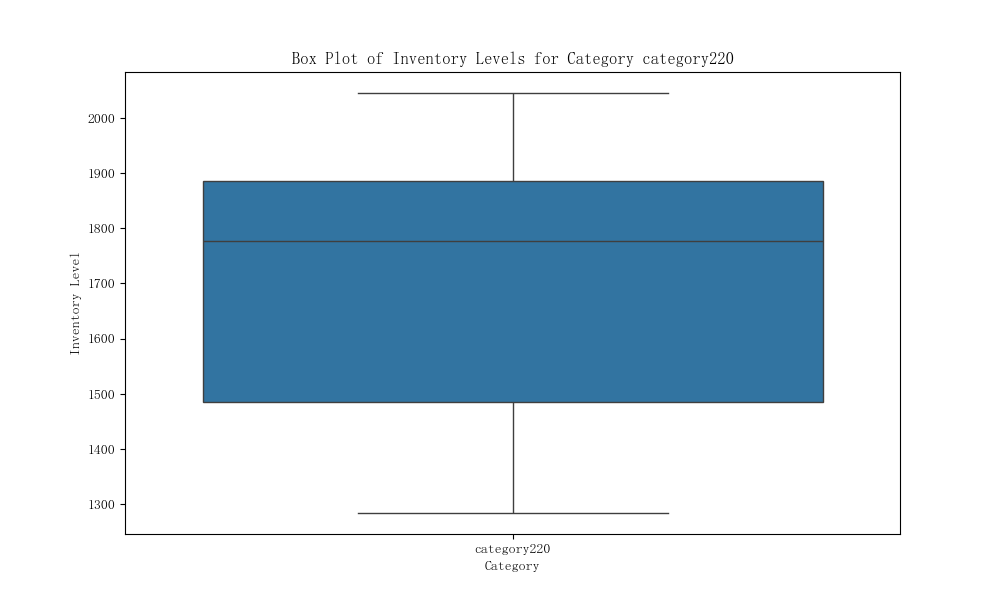 Box Plot of Inventory Levels for Category category220
2000
1900
1800
1700
1600
1500
1400
1300
Inventory Level
category220
Category